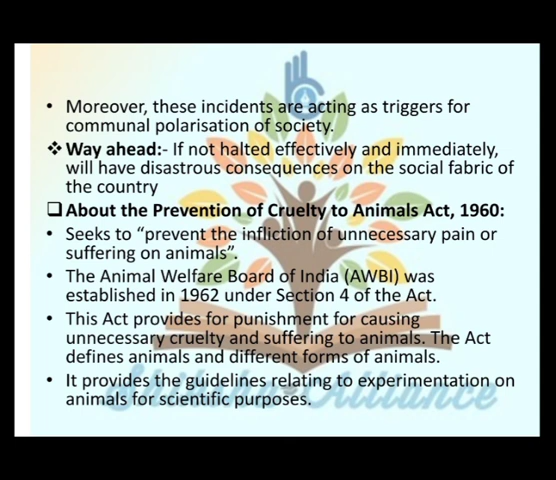 • Moreover, these incidents are acting as triggers for
communal polarisation of society.
❖ Way ahead:- If not halted effectively and immediately,
will have disastrous consequences on the social fabric of
the country
❑ About the Prevention of Cruelty to Animals Act, 1960:
• Seeks to “prevent the infliction of unnecessary pain or
suffering on animals”.
• The Animal Welfare Board of India (AWBI) was
established in 1962 under Section 4 of the Act.
• This Act provides for punishment for causing
unnecessary cruelty and suffering to animals. The Act
defines animals and different forms of animals.
• It provides the guidelines relating to experimentation on
animals for scientific purposes.
Alliance